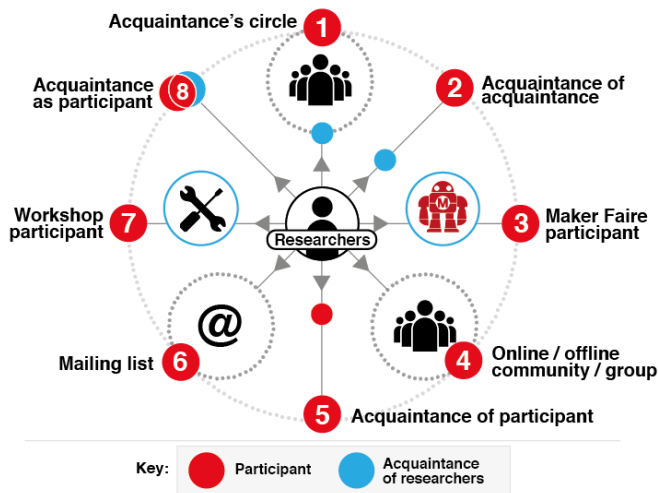 Acquaintance’s circle
1
Acquaintance
as participant
8
2
Acquaintance of
acquaintance
Workshop
participant
7
Researchers
M
3
Maker Faire
participant
@
Mailing list
6
4
Online / offline
community / group
5
Acquaintance of participant
Key:
Participant
Acquaintance
of researchers